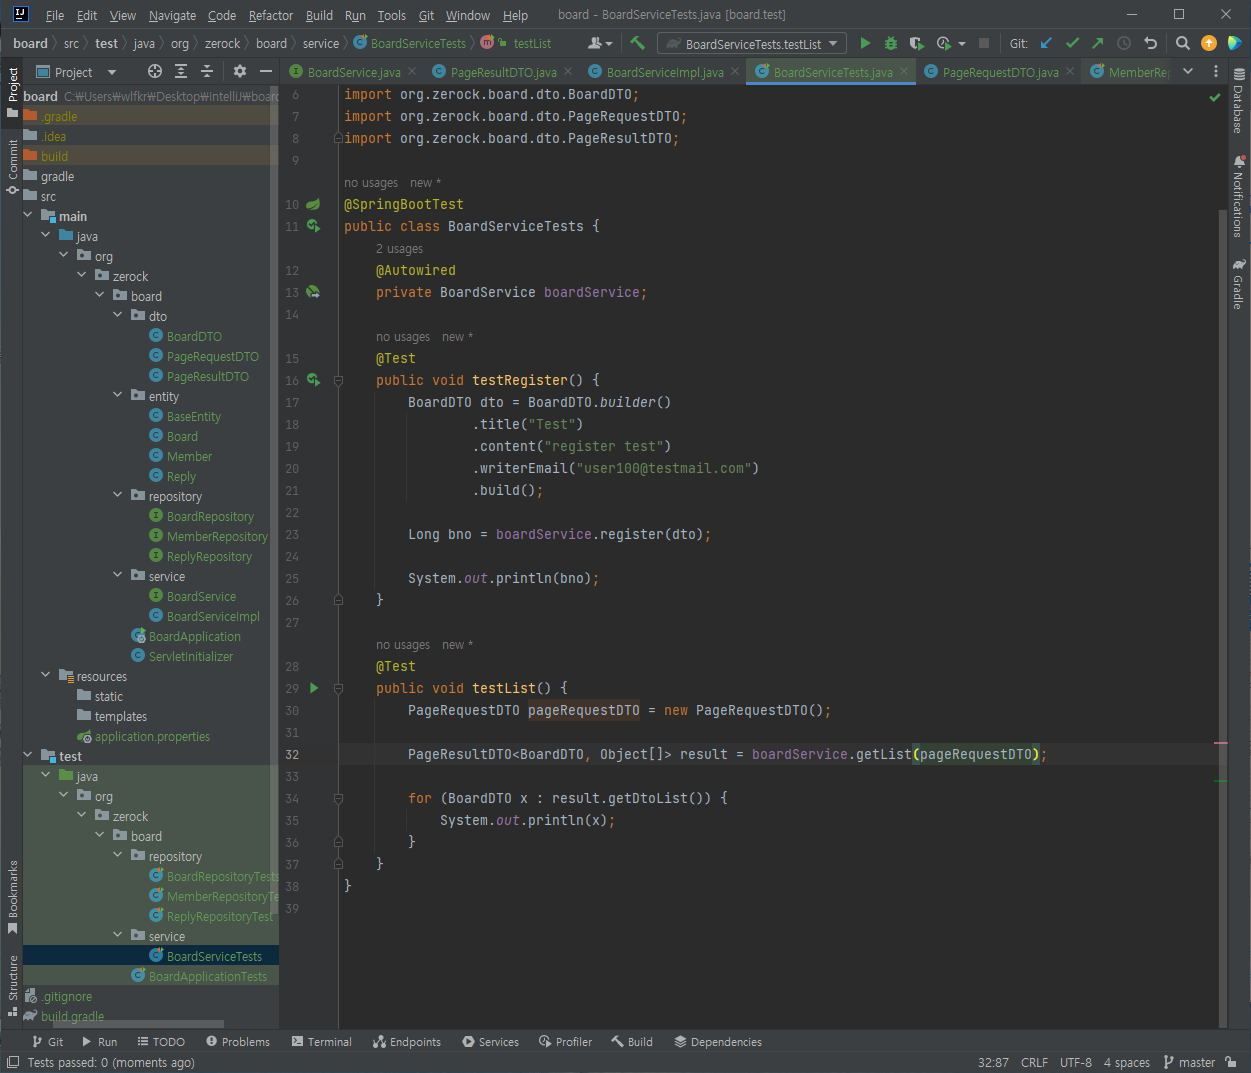 File Edit View Navigate Code Refactor Build Run Tools Git Window Help board - BoardServiceTests.java [board.test]
board src test java org zerock board service BoardServiceTests testList BoardServiceTests.testList Git:
Project BoardService.java PageResultDTO.java BoardServiceImpl.java BoardServiceTests.java PageRequestDTO.java MemberRe
Project
Commit
Bookmarks
Structure
board C:₩Users₩wlfkr₩Desktop₩IntelliJ₩board
.gradle
.idea
build
gradle
src
main
java
org
zerock
board
dto
BoardDTO
PageRequestDTO
PageResultDTO
entity
BaseEntity
Board
Member
Reply
repository
BoardRepository
MemberRepository
ReplyRepository
service
BoardService
BoardServiceImpl
BoardApplication
ServletInitializer
resources
static
templates
application.properties
test
java
org
zerock
board
repository
BoardRepositoryTests
MemberRepositoryTe
ReplyRepositoryTest
service
BoardServiceTests
BoardApplicationTests
.gitignore
build.gradle
6 import org.zerock.board.dto.BoardDTO;
7 import org.zerock.board.dto.PageRequestDTO;
8 import org.zerock.board.dto.PageResultDTO;
9
no usages new *
10 @SpringBootTest
11 public class BoardServiceTests {
2 usages
12 @Autowired
13 private BoardService boardService;
14
no usages new *
15 @Test
16 public void testRegister() {
17 BoardDTO dto = BoardDTO.builder()
18 .title("Test")
19 .content("register test")
20 .writerEmail("user100@testmail.com")
21 .build();
22
23 Long bno = boardService.register(dto);
24
25 System.out.println(bno);
26 }
27
no usages new *
28 @Test
29 public void testList() {
30 PageRequestDTO pageRequestDTO = new PageRequestDTO();
31
32 PageResultDTO<BoardDTO, Object[]> result = boardService.getList(pageRequestDTO);
33
34 for (BoardDTO x : result.getDtoList()) {
35 System.out.println(x);
36 }
37 }
38 }
39
Database
Notifications
Gradle
Git Run TODO Problems Terminal Endpoints Services Profiler Build Dependencies
Tests passed: 0 (moments ago) 32:87 CRLF UTF-8 4 spaces master